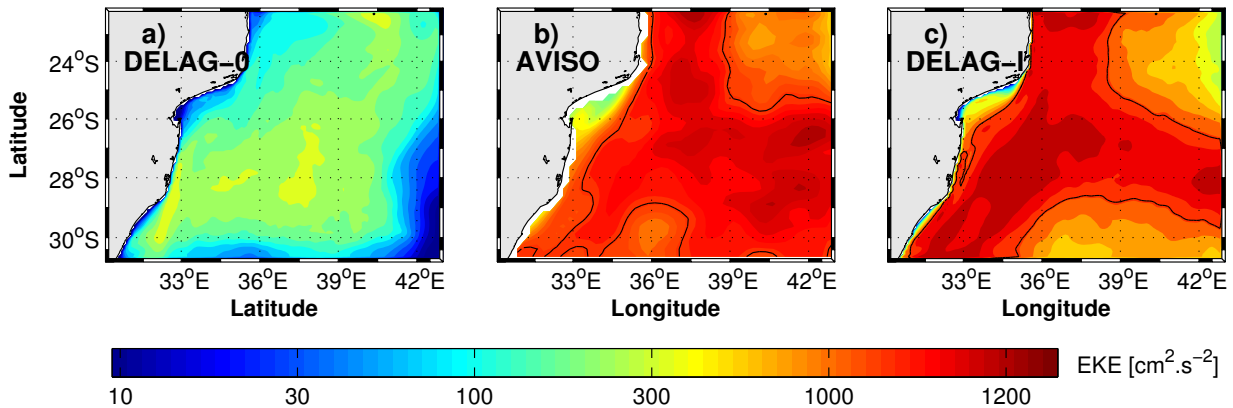 a)
DELAG-0
b)
AVISO
c)
DELAG-I
24°S
26°S
28°S
30°S
Latitude
33°E 36°E 39°E 42°E
33°E 36°E 39°E 42°E
33°E 36°E 39°E 42°E
Latitude
Longitude
Longitude
10 30 100 300 1000 1200
EKE [cm².s⁻²]